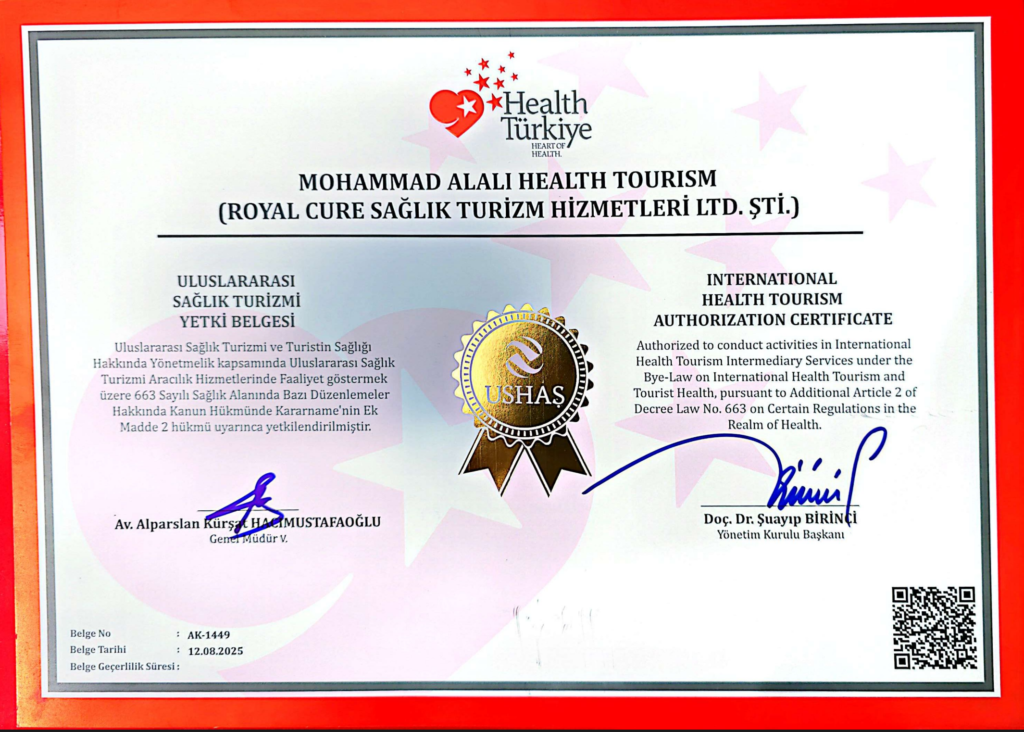 Health
Türkiye
HEART OF
HEALTH.
MOHAMMAD ALALI HEALTH TOURISM
(ROYAL CURE SAĞLIK TURİZM HİZMETLERİ LTD. ŞTİ.)
ULUSLARARASI
SAĞLIK TURİZMİ
YETKİ BELGESİ
Uluslararası Sağlık Turizmi ve Turistin Sağlığı
Hakkında Yönetmelik kapsamında Uluslararası Sağlık
Turizmi Aracılık Hizmetlerinde Faaliyet göstermek
üzere 663 Sayılı Sağlık Alanında Bazı Düzenlemeler
Hakkında Kanun Hükmünde Kararname'nin Ek
Madde 2 hükmü uyarınca yetkilendirilmiştir.
USHAŞ
INTERNATIONAL
HEALTH TOURISM
AUTHORIZATION CERTIFICATE
Authorized to conduct activities in International
Health Tourism Intermediary Services under the
Bye-Law on International Health Tourism and
Tourist Health, pursuant to Additional Article 2 of
Decree Law No. 663 on Certain Regulations in the
Realm of Health.
Av. Alparslan Kürşat HACIMUSTAFAOĞLU
Genel Müdür V.
Doç. Dr. Şuayıp BİRİNCİ
Yönetim Kurulu Başkanı
Belge No : AK-1449
Belge Tarihi : 12.08.2025
Belge Geçerlilik Süresi :